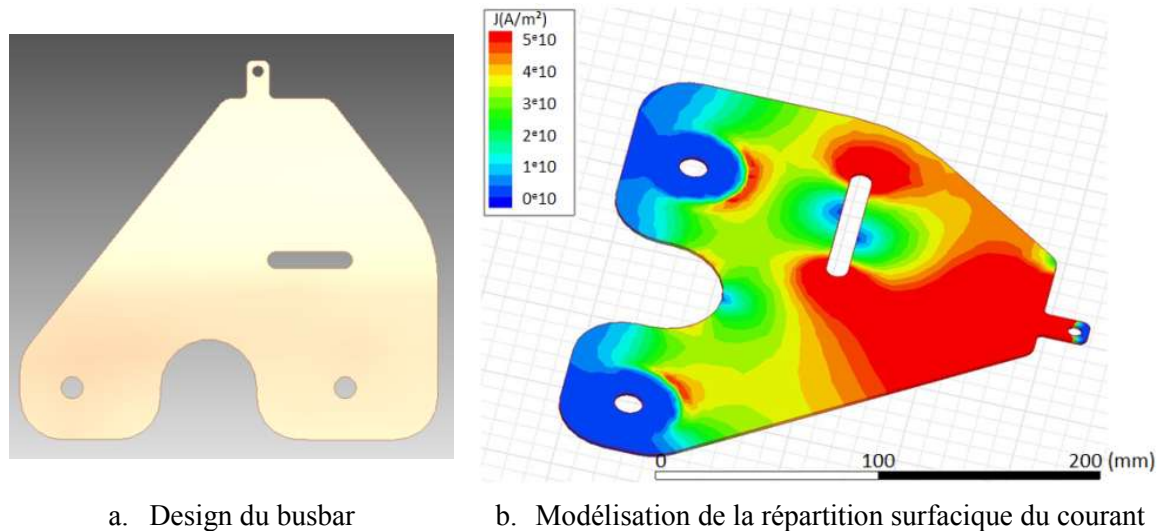 J(A/m²)
5ᵉ10
4ᵉ10
3ᵉ10
2ᵉ10
1ᵉ10
0ᵉ10
0 100 200 (mm)
a. Design du busbar
b. Modélisation de la répartition surfacique du courant